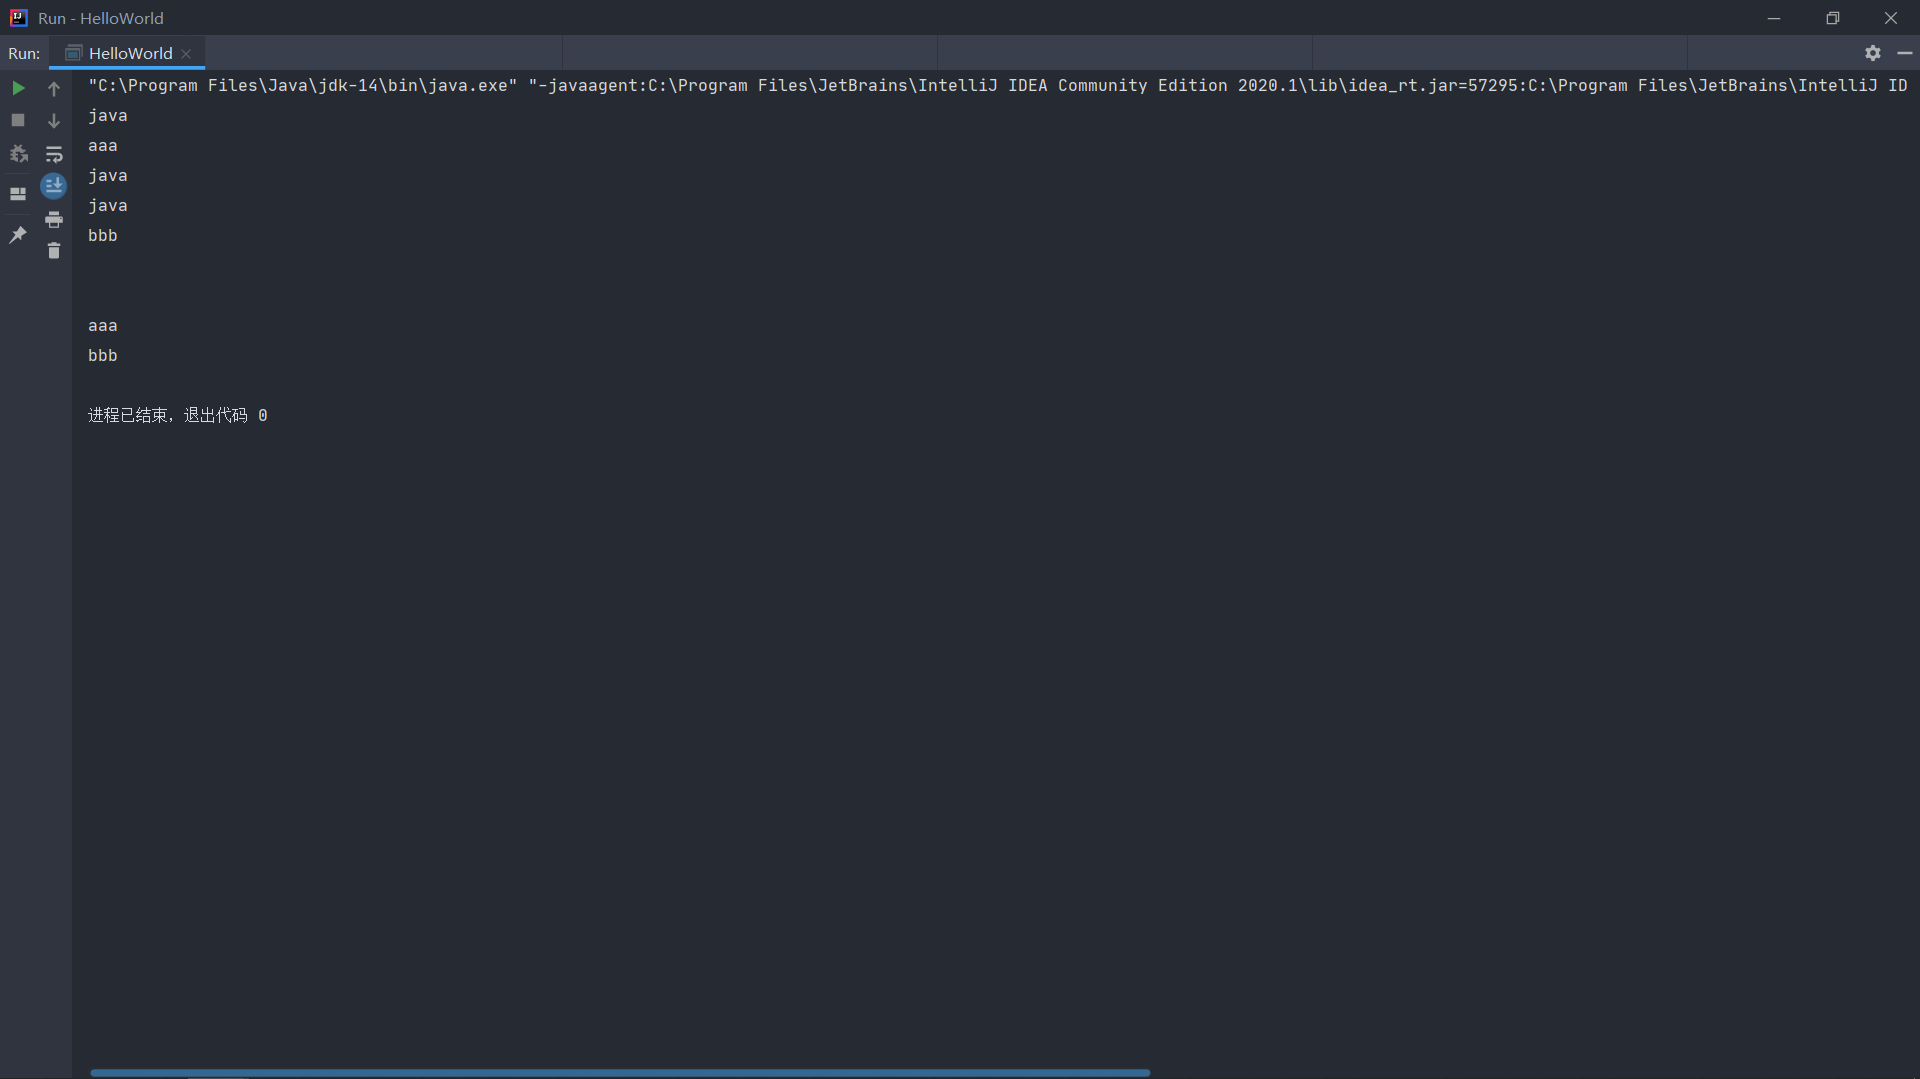 Run - HelloWorld
Run: HelloWorld
"C:\Program Files\Java\jdk-14\bin\java.exe" "-javaagent:C:\Program Files\JetBrains\IntelliJ IDEA Community Edition 2020.1\lib\idea_rt.jar=57295:C:\Program Files\JetBrains\IntelliJ ID
java
aaa
java
java
bbb
aaa
bbb
进程已结束，退出代码 0